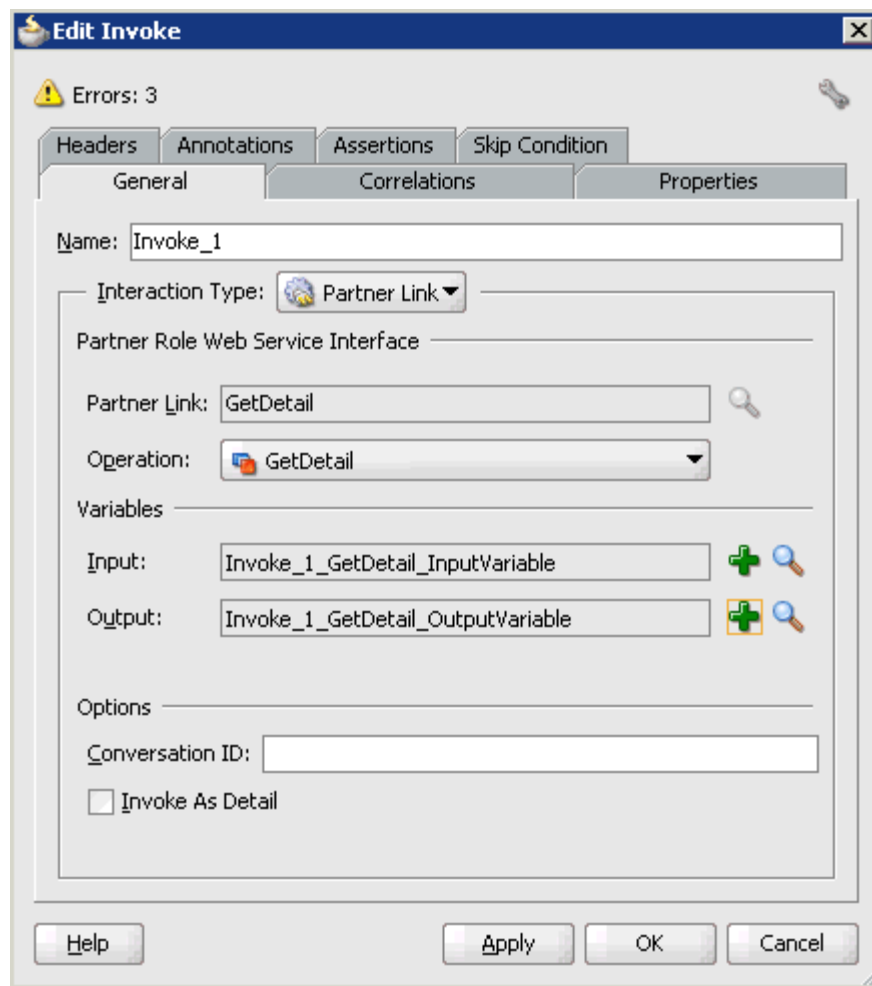 Edit Invoke
Errors: 3
Headers Annotations Assertions Skip Condition
General Correlations Properties
Name: Invoke_1
Interaction Type: Partner Link
Partner Role Web Service Interface
Partner Link: GetDetail
Operation: GetDetail
Variables
Input: Invoke_1_GetDetail_InputVariable
Output: Invoke_1_GetDetail_OutputVariable
Options
Conversation ID:
Invoke As Detail
Help Apply OK Cancel